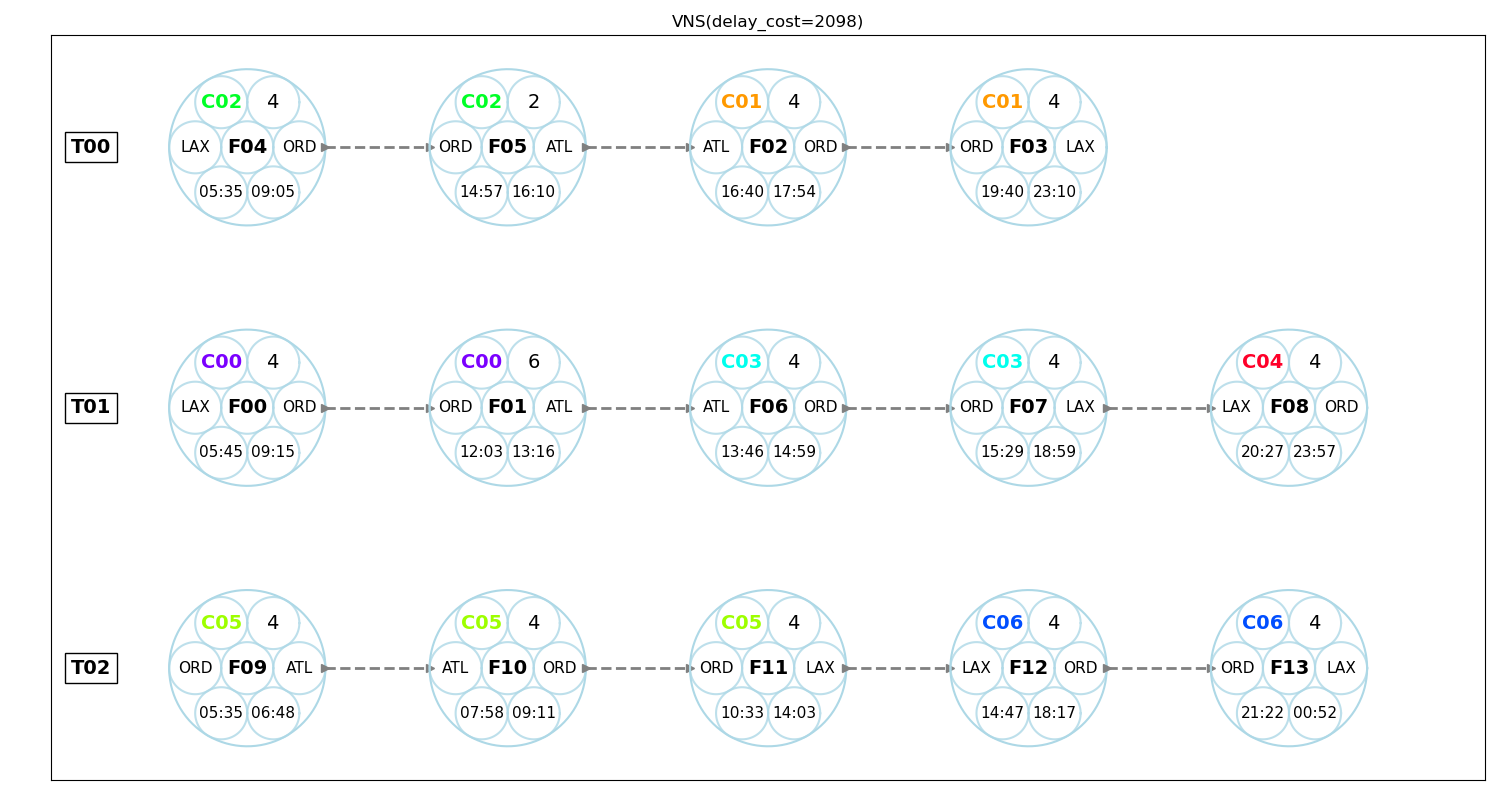 VNS(delay_cost=2098)
C02 4 C02 2 C01 4 C01 4
T00 LAX F04 ORD ORD F05 ATL ATL F02 ORD ORD F03 LAX
05:35 09:05 14:57 16:10 16:40 17:54 19:40 23:10
C00 4 C00 6 C03 4 C03 4 C04 4
T01 LAX F00 ORD ORD F01 ATL ATL F06 ORD ORD F07 LAX LAX F08 ORD
05:45 09:15 12:03 13:16 13:46 14:59 15:29 18:59 20:27 23:57
C05 4 C05 4 C05 4 C06 4 C06 4
T02 ORD F09 ATL ATL F10 ORD ORD F11 LAX LAX F12 ORD ORD F13 LAX
05:35 06:48 07:58 09:11 10:33 14:03 14:47 18:17 21:22 00:52